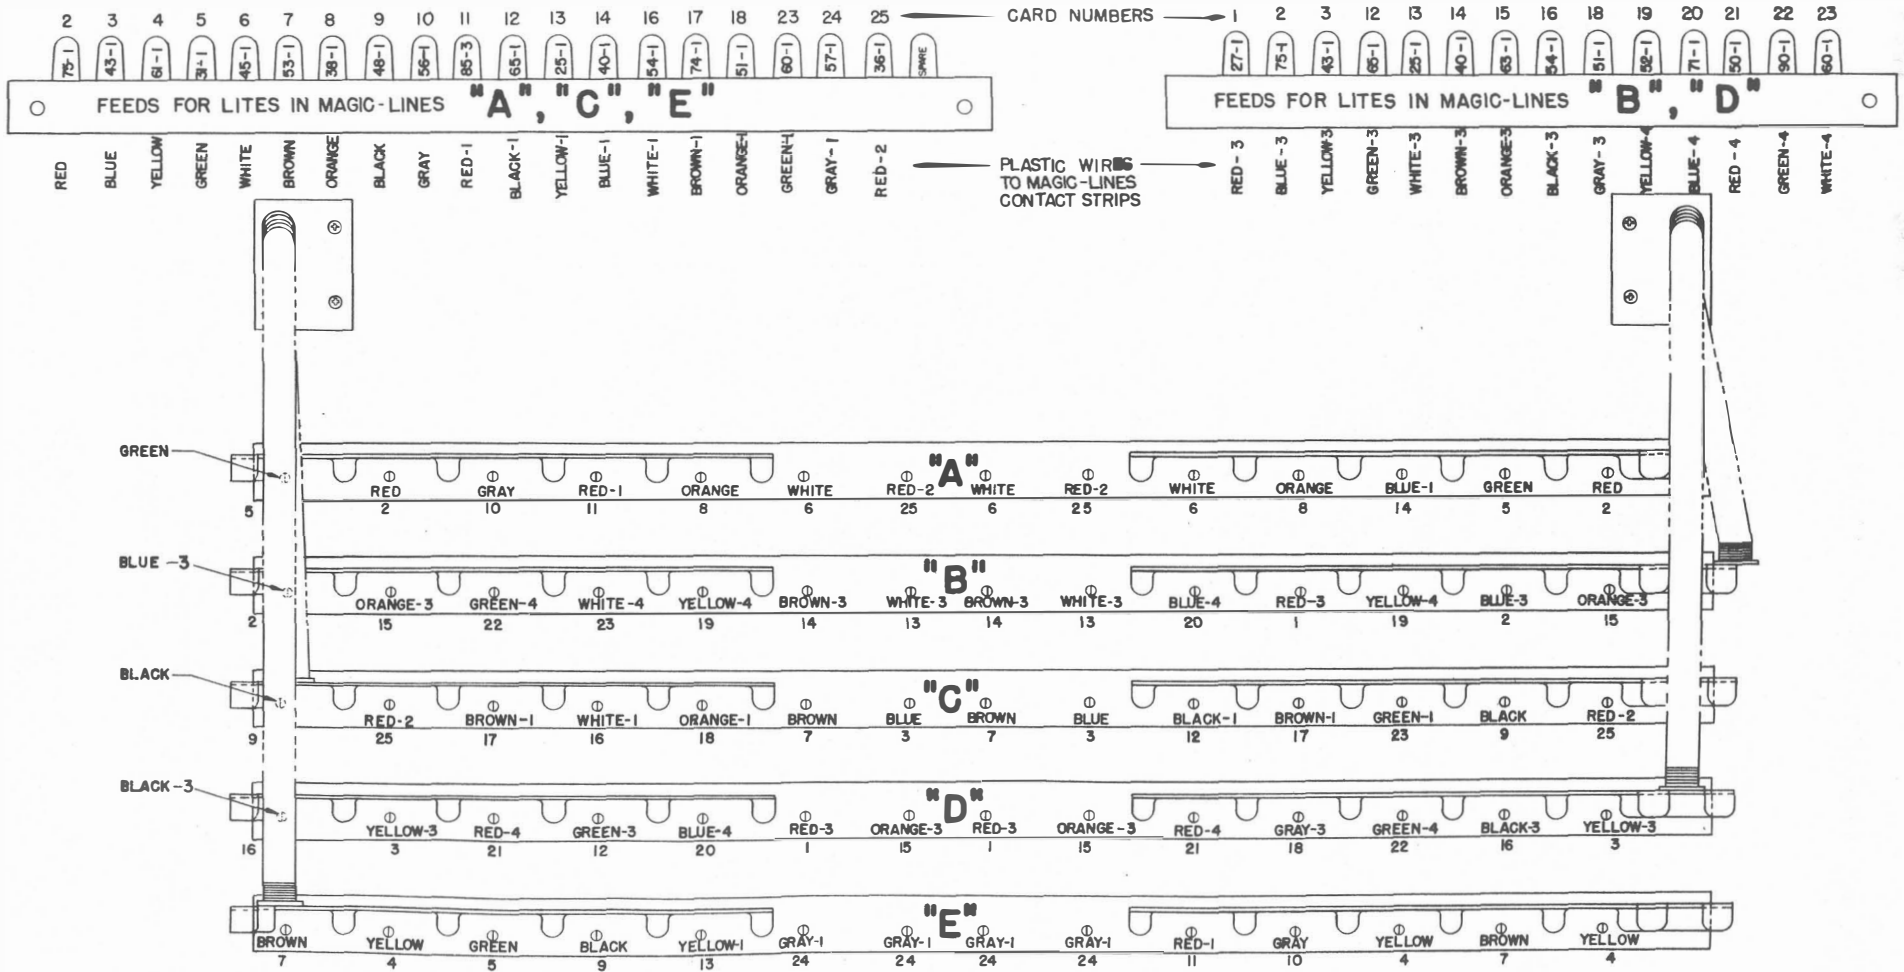 2 3 4 5 6 7 8 9 10 11 12 13 14 16 17 18 23 24 25 CARD NUMBERS 1 2 3 12 13 14 15 16 18 19 20 21 22 23
75-1 43-1 61-1 31-1 45-1 53-1 38-1 48-1 56-1 85-3 65-1 25-1 40-1 54-1 74-1 51-1 60-1 57-1 36-1 SPARE 27-1 75-1 43-1 65-1 25-1 40-1 63-1 54-1 51-1 52-1 71-1 50-1 90-1 60-1
FEEDS FOR LITES IN MAGIC-LINES "A", "C", "E" FEEDS FOR LITES IN MAGIC-LINES "B", "D"
RED BLUE YELLOW GREEN WHITE BROWN ORANGE BLACK GRAY RED-1 BLACK-1 YELLOW-1 BLUE-1 WHITE-1 BROWN-1 ORANGE-1 GREEN-1 GRAY-1 RED-2
PLASTIC WIRES
TO MAGIC-LINES
CONTACT STRIPS
RED-3 BLUE-3 YELLOW-3 GREEN-3 WHITE-3 BROWN-3 ORANGE-3 BLACK-3 GRAY-3 YELLOW-4 BLUE-4 RED-4 GREEN-4 WHITE-4
GREEN "A"
RED GRAY RED-1 ORANGE WHITE RED-2 WHITE RED-2 WHITE ORANGE BLUE-1 GREEN RED
5 2 10 11 8 6 25 6 25 6 8 14 5 2
BLUE-3 "B"
ORANGE-3 GREEN-4 WHITE-4 YELLOW-4 BROWN-3 WHITE-3 BROWN-3 WHITE-3 BLUE-4 RED-3 YELLOW-4 BLUE-3 ORANGE-3
2 15 22 23 19 14 13 14 13 20 1 19 2 15
BLACK "C"
RED-2 BROWN-1 WHITE-1 ORANGE-1 BROWN BLUE BROWN BLUE BLACK-1 BROWN-1 GREEN-1 BLACK RED-2
9 25 17 16 18 7 3 7 3 12 17 23 9 25
BLACK-3 "D"
YELLOW-3 RED-4 GREEN-3 BLUE-4 RED-3 ORANGE-3 RED-3 ORANGE-3 RED-4 GRAY-3 GREEN-4 BLACK-3 YELLOW-3
16 3 21 12 20 1 15 1 15 21 18 22 16 3
"E"
BROWN YELLOW GREEN BLACK YELLOW-1 GRAY-1 GRAY-1 GRAY-1 GRAY-1 RED-1 GRAY YELLOW BROWN YELLOW
7 4 5 9 13 24 24 24 24 11 10 4 7 4